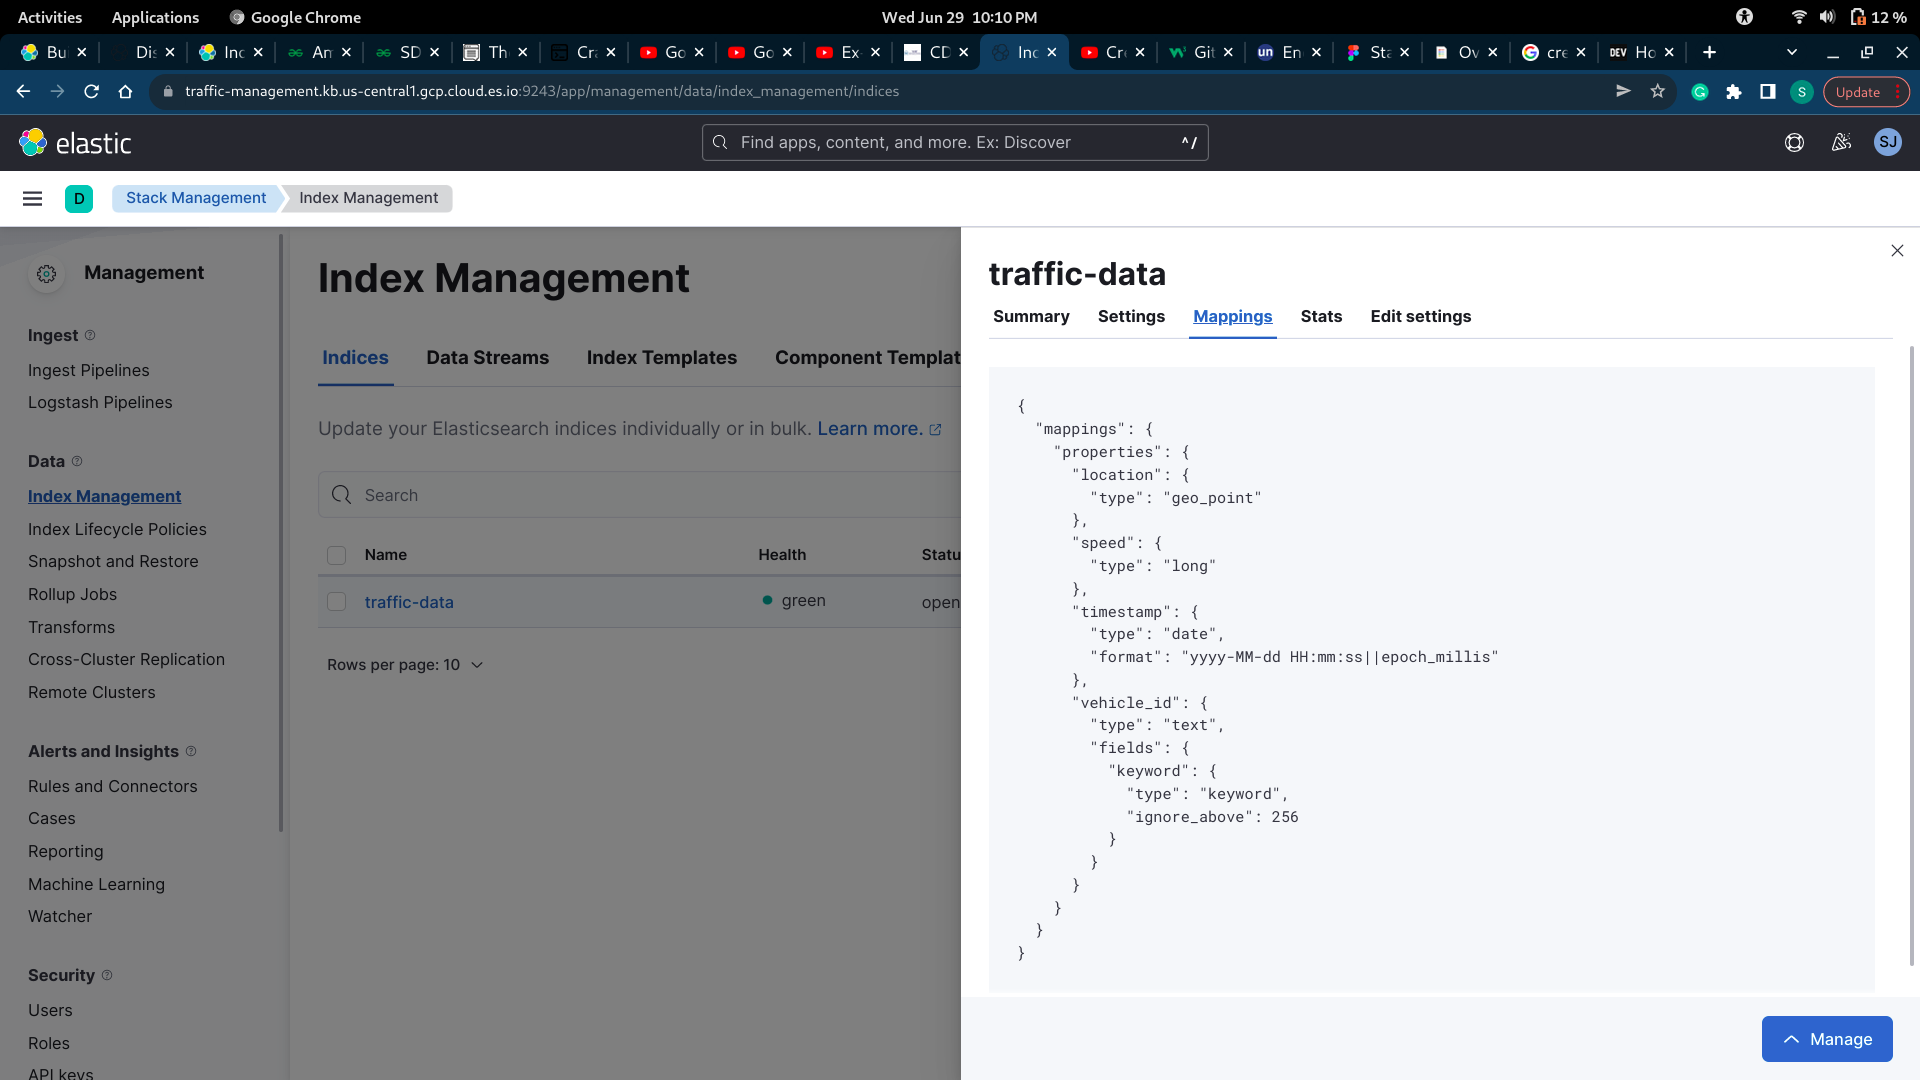 Activities Applications Google Chrome Wed Jun 29 10:10 PM 12 %
Bu Dis Inc An SD Th Cra Go Go Ex CD Inc Cre Git En Sta Ov cre DEV Ho
traffic-management.kb.us-central1.gcp.cloud.es.io:9243/app/management/data/index_management/indices S Update
elastic Find apps, content, and more. Ex: Discover ^/ SJ
D Stack Management Index Management
Management
Ingest
Ingest Pipelines
Logstash Pipelines
Data
Index Management
Index Lifecycle Policies
Snapshot and Restore
Rollup Jobs
Transforms
Cross-Cluster Replication
Remote Clusters
Alerts and Insights
Rules and Connectors
Cases
Reporting
Machine Learning
Watcher
Security
Users
Roles
API keys
Index Management
Indices Data Streams Index Templates Component Templat
Update your Elasticsearch indices individually or in bulk. Learn more.
Search
Name Health Statu
traffic-data green open
Rows per page: 10
traffic-data
Summary Settings Mappings Stats Edit settings
{
"mappings": {
"properties": {
"location": {
"type": "geo_point"
},
"speed": {
"type": "long"
},
"timestamp": {
"type": "date",
"format": "yyyy-MM-dd HH:mm:ss||epoch_millis"
},
"vehicle_id": {
"type": "text",
"fields": {
"keyword": {
"type": "keyword",
"ignore_above": 256
}
}
}
}
}
}
Manage